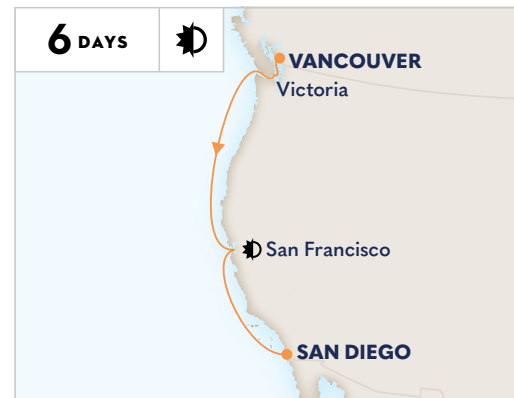 6 DAYS
VANCOUVER
Victoria
San Francisco
SAN DIEGO